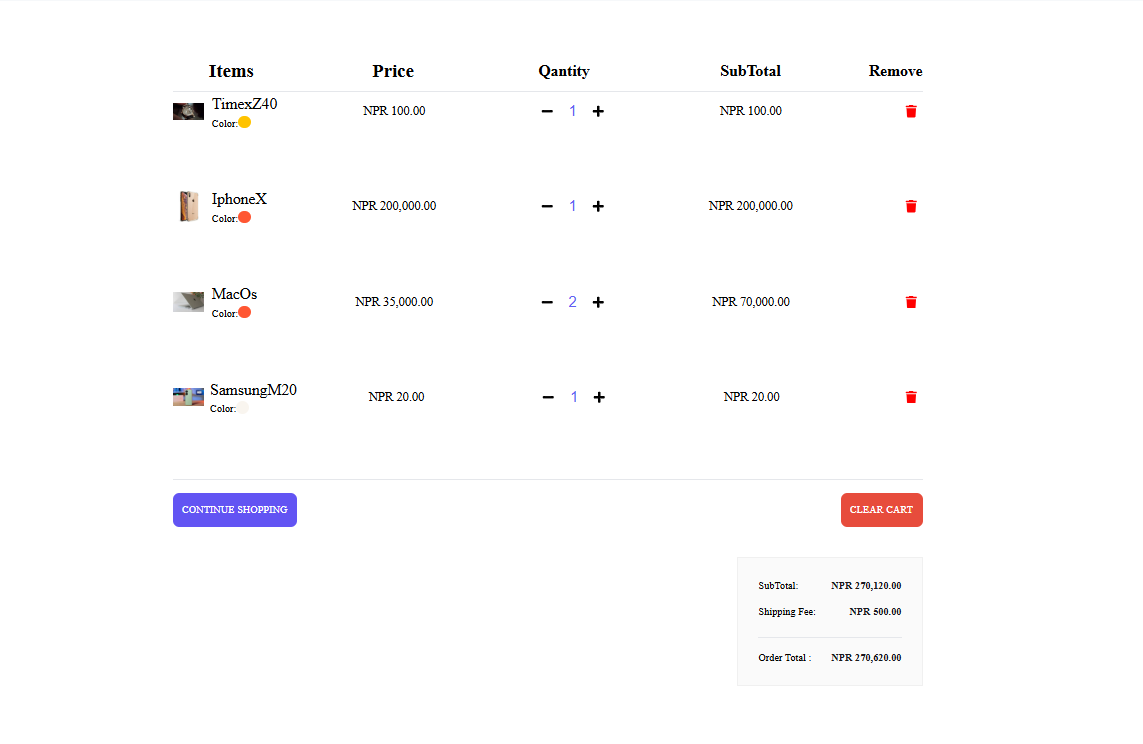 Items Price Qantity SubTotal Remove
TimexZ40
Color:
NPR 100.00 1 NPR 100.00
IphoneX
Color:
NPR 200,000.00 1 NPR 200,000.00
MacOs
Color:
NPR 35,000.00 2 NPR 70,000.00
SamsungM20
Color:
NPR 20.00 1 NPR 20.00
CONTINUE SHOPPING CLEAR CART
SubTotal: NPR 270,120.00
Shipping Fee: NPR 500.00
Order Total : NPR 270,620.00